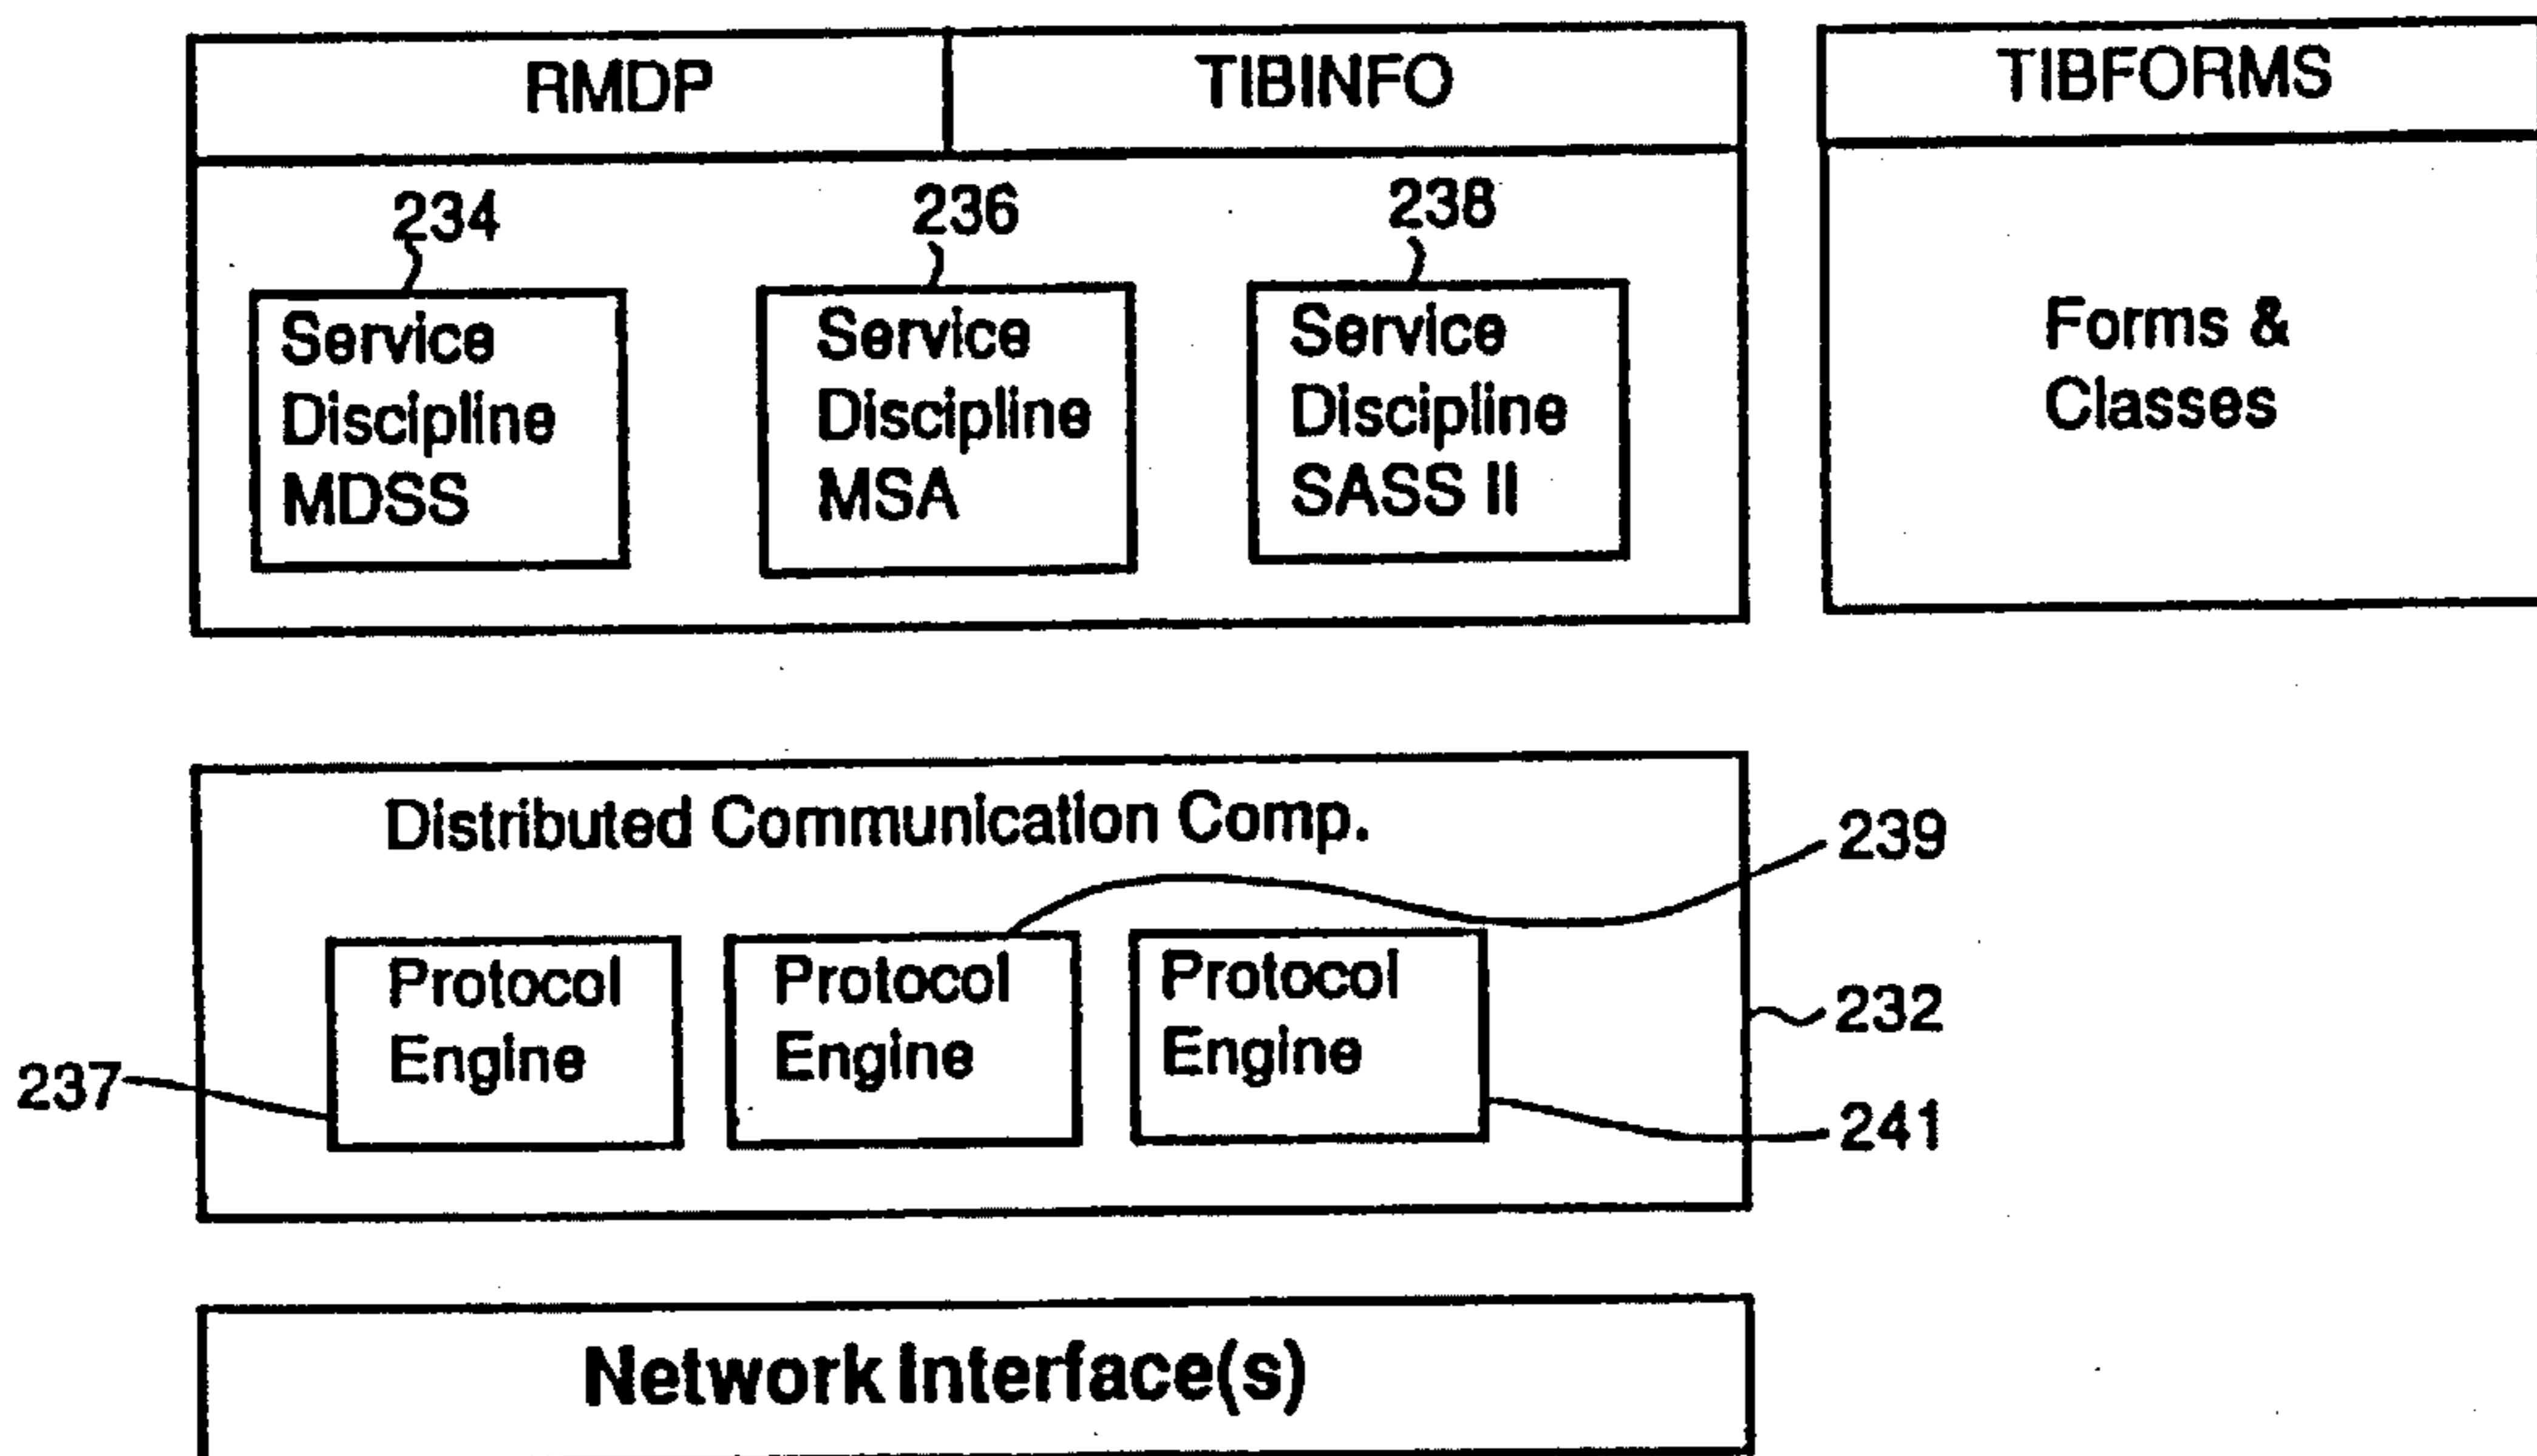 RMDP
TIBINFO
TIBFORMS
234
236
238
Service
Discipline
MDSS
Service
Discipline
MSA
Service
Discipline
SASS II
Forms &
Classes
Distributed Communication Comp.
239
Protocol
Engine
Protocol
Engine
Protocol
Engine
232
237
241
Network Interface(s)